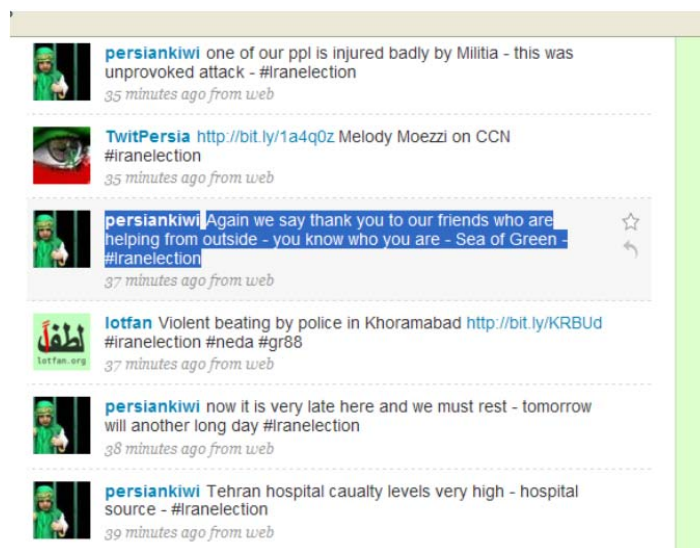 persiankiwi one of our ppl is injured badly by Militia - this was
unprovoked attack - #Iranelection
35 minutes ago from web
TwitPersia http://bit.ly/1a4q0z Melody Moezzi on CCN
#iranelection
35 minutes ago from web
persiankiwi Again we say thank you to our friends who are
helping from outside - you know who you are - Sea of Green -
#Iranelection
37 minutes ago from web
لطفاً
lotfan.org
lotfan Violent beating by police in Khoramabad http://bit.ly/KRBUd
#iranelection #neda #gr88
37 minutes ago from web
persiankiwi now it is very late here and we must rest - tomorrow
will another long day #Iranelection
38 minutes ago from web
persiankiwi Tehran hospital caualty levels very high - hospital
source - #Iranelection
39 minutes ago from web